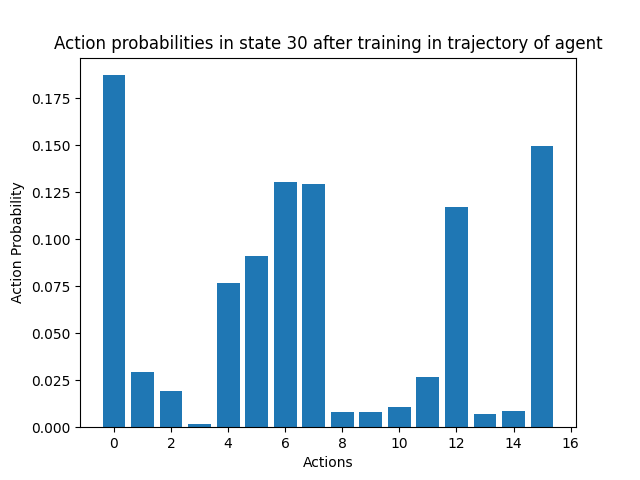 Action probabilities in state 30 after training in trajectory of agent
0.175
0.150
0.125
0.100
0.075
0.050
0.025
0.000
Action Probability
0 2 4 6 8 10 12 14 16
Actions